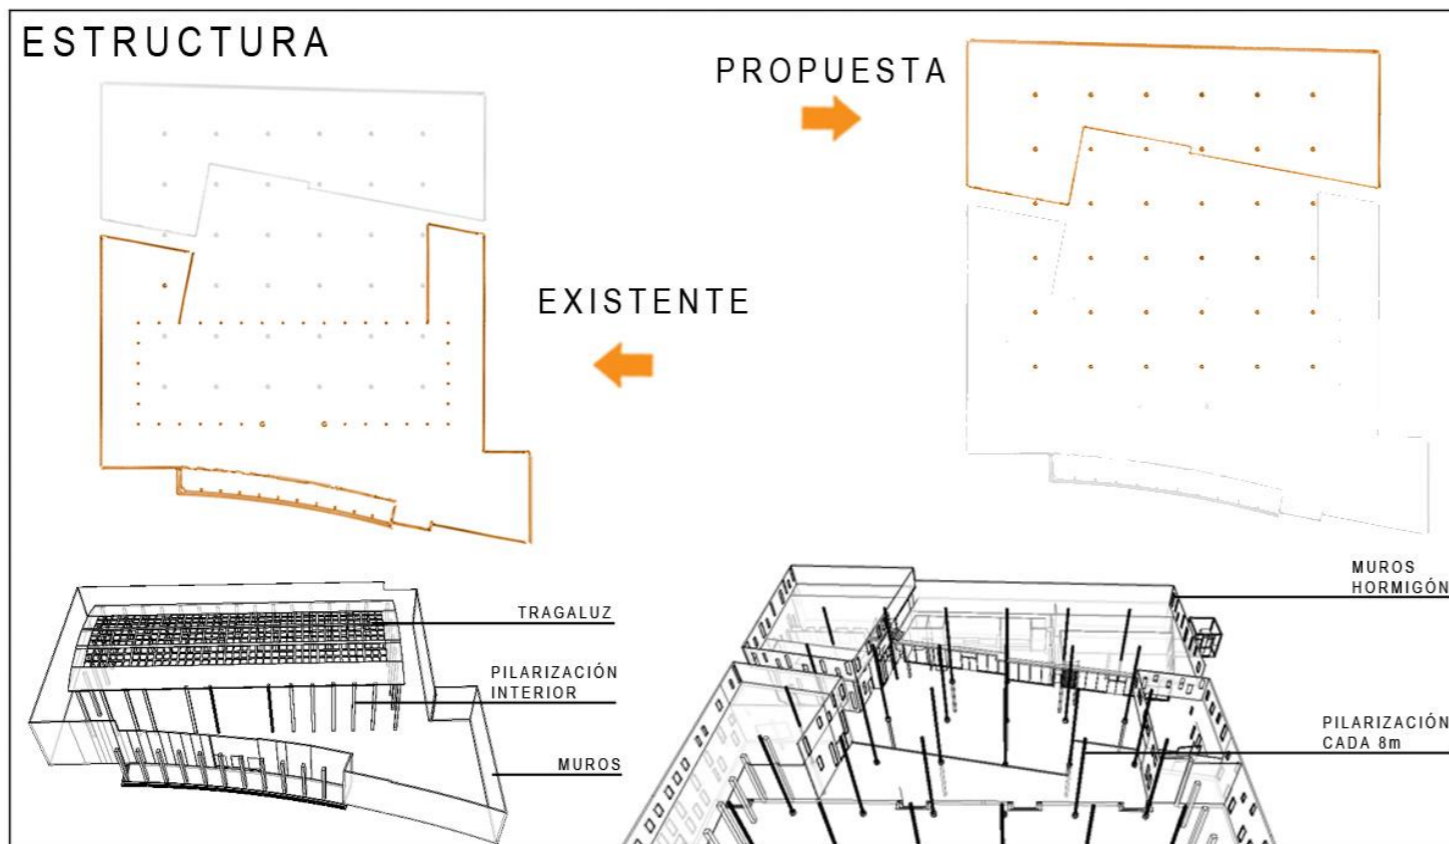 ESTRUCTURA
PROPUESTA
EXISTENTE
TRAGALUZ
PILARIZACIÓN
INTERIOR
MUROS
MUROS
HORMIGÓN
PILARIZACIÓN
CADA 8m